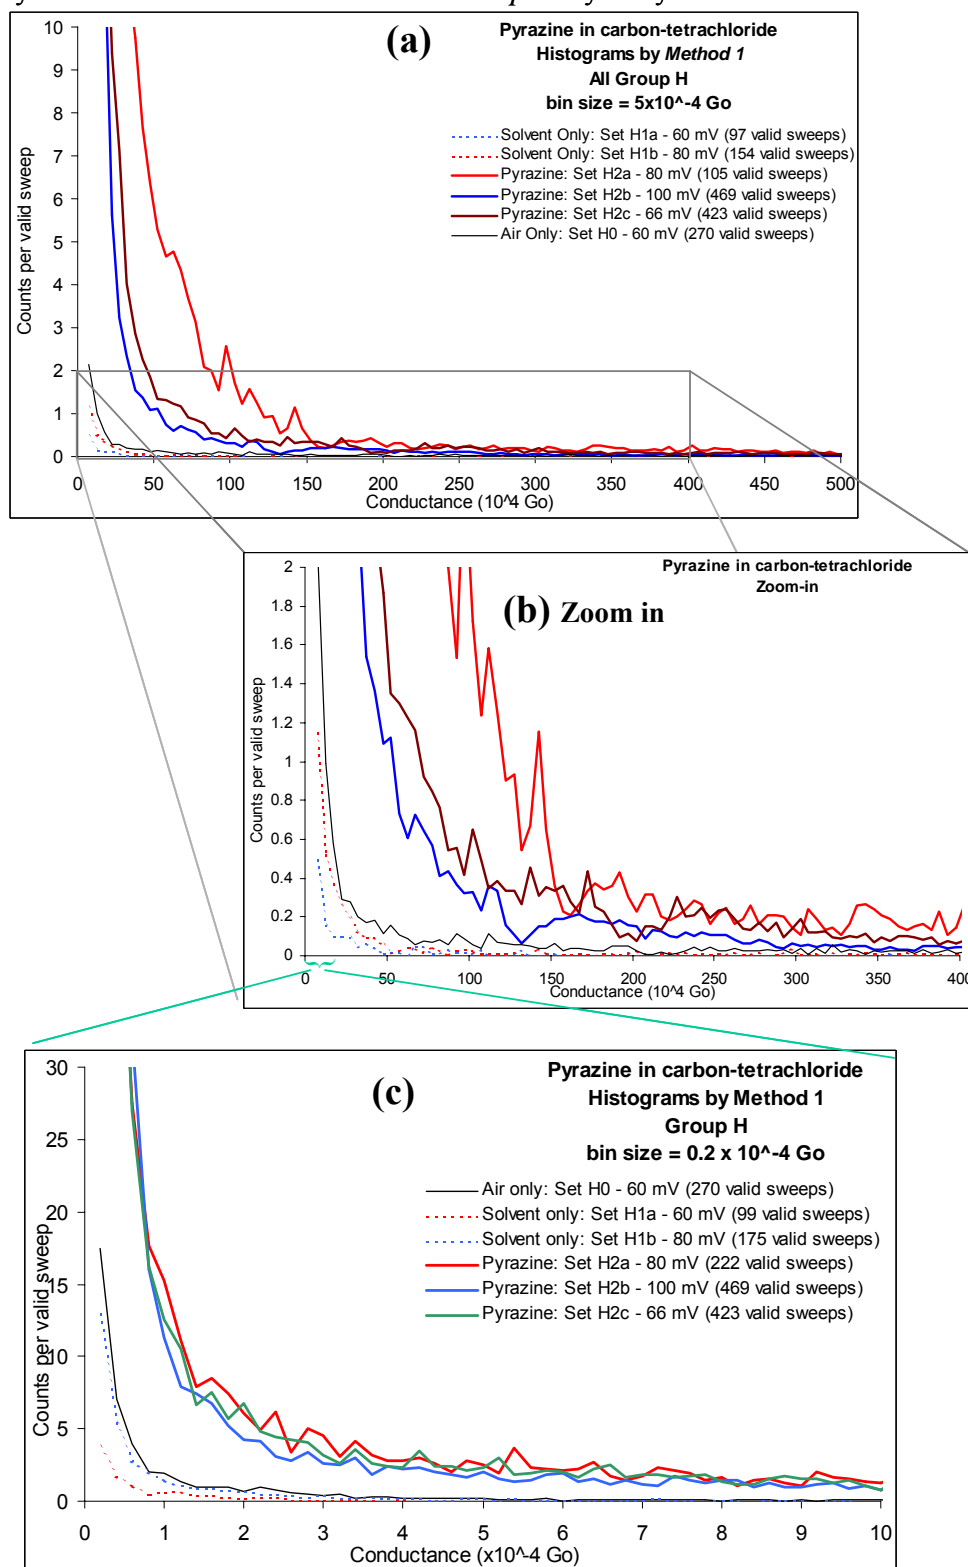 (a)
Pyrazine in carbon-tetrachloride
Histograms by Method 1
All Group H
bin size = 5x10^-4 Go
Solvent Only: Set H1a - 60 mV (97 valid sweeps)
Solvent Only: Set H1b - 80 mV (154 valid sweeps)
Pyrazine: Set H2a - 80 mV (105 valid sweeps)
Pyrazine: Set H2b - 100 mV (469 valid sweeps)
Pyrazine: Set H2c - 66 mV (423 valid sweeps)
Air Only: Set H0 - 60 mV (270 valid sweeps)
Counts per valid sweep
10
9
8
7
6
5
4
3
2
1
0
0 50 100 150 200 250 300 350 400 450 500
Conductance (10^4 Go)
Pyrazine in carbon-tetrachloride
Zoom-in
(b) Zoom in
Counts per valid sweep
2
1.8
1.6
1.4
1.2
1
0.8
0.6
0.4
0.2
0
0 50 100 150 200 250 300 350 400
Conductance (10^4 Go)
(c)
Pyrazine in carbon-tetrachloride
Histograms by Method 1
Group H
bin size = 0.2 x 10^-4 Go
Air only: Set H0 - 60 mV (270 valid sweeps)
Solvent only: Set H1a - 60 mV (99 valid sweeps)
Solvent only: Set H1b - 80 mV (175 valid sweeps)
Pyrazine: Set H2a - 80 mV (222 valid sweeps)
Pyrazine: Set H2b - 100 mV (469 valid sweeps)
Pyrazine: Set H2c - 66 mV (423 valid sweeps)
Counts per valid sweep
30
25
20
15
10
5
0
0 1 2 3 4 5 6 7 8 9 10
Conductance (x10^-4 Go)